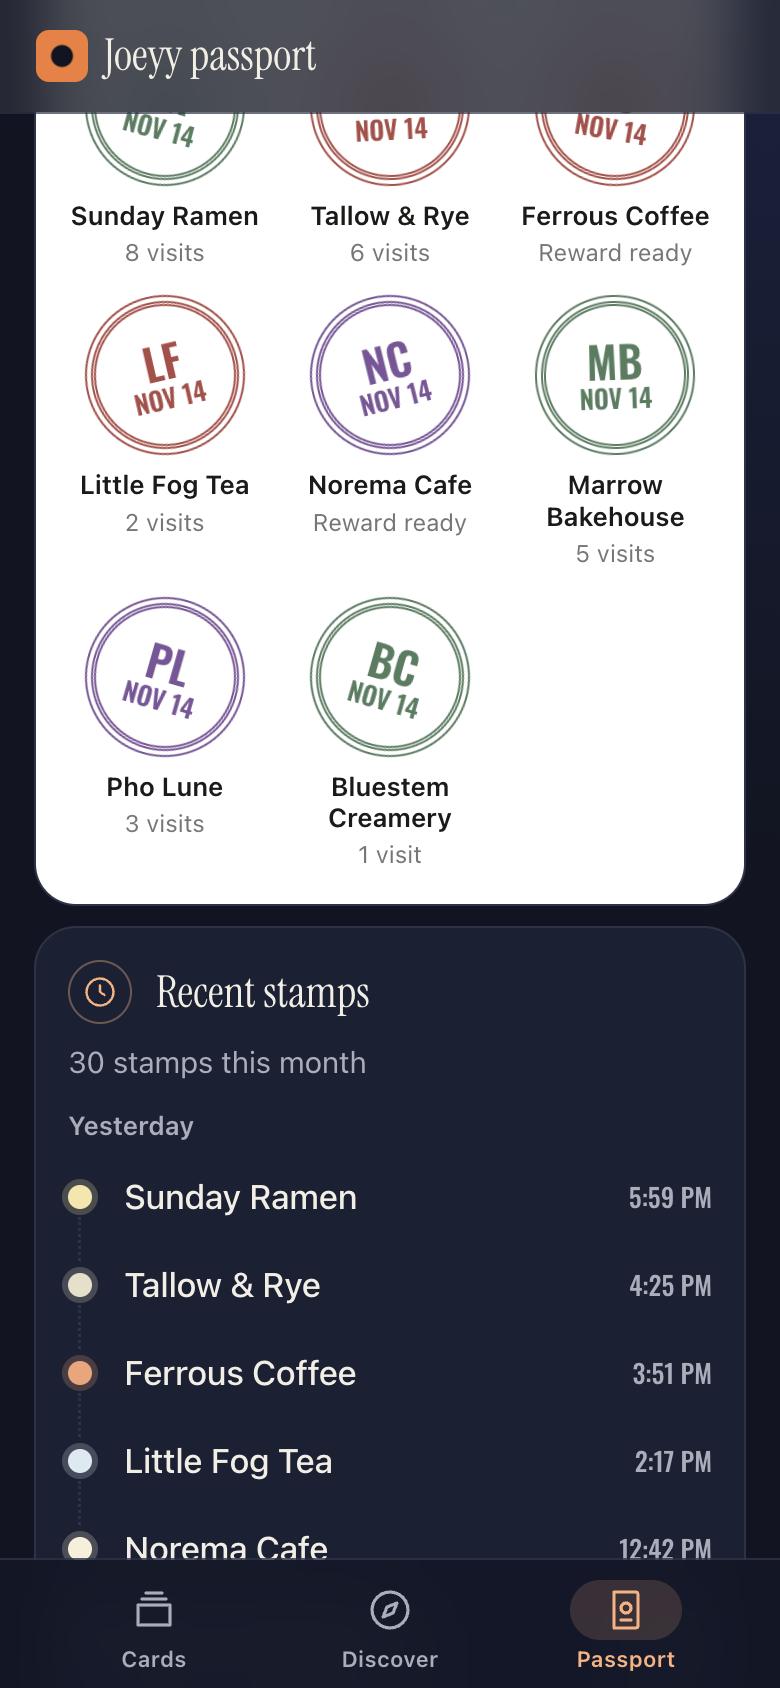 Joeyy passport
NOV 14
NOV 14
NOV 14
Sunday Ramen
8 visits
Tallow & Rye
6 visits
Ferrous Coffee
Reward ready
LF
NOV 14
Little Fog Tea
2 visits
NC
NOV 14
Norema Cafe
Reward ready
MB
NOV 14
Marrow
Bakehouse
5 visits
PL
NOV 14
Pho Lune
3 visits
BC
NOV 14
Bluestem
Creamery
1 visit
Recent stamps
30 stamps this month
Yesterday
Sunday Ramen 5:59 PM
Tallow & Rye 4:25 PM
Ferrous Coffee 3:51 PM
Little Fog Tea 2:17 PM
Norema Cafe 12:42 PM
Cards
Discover
Passport